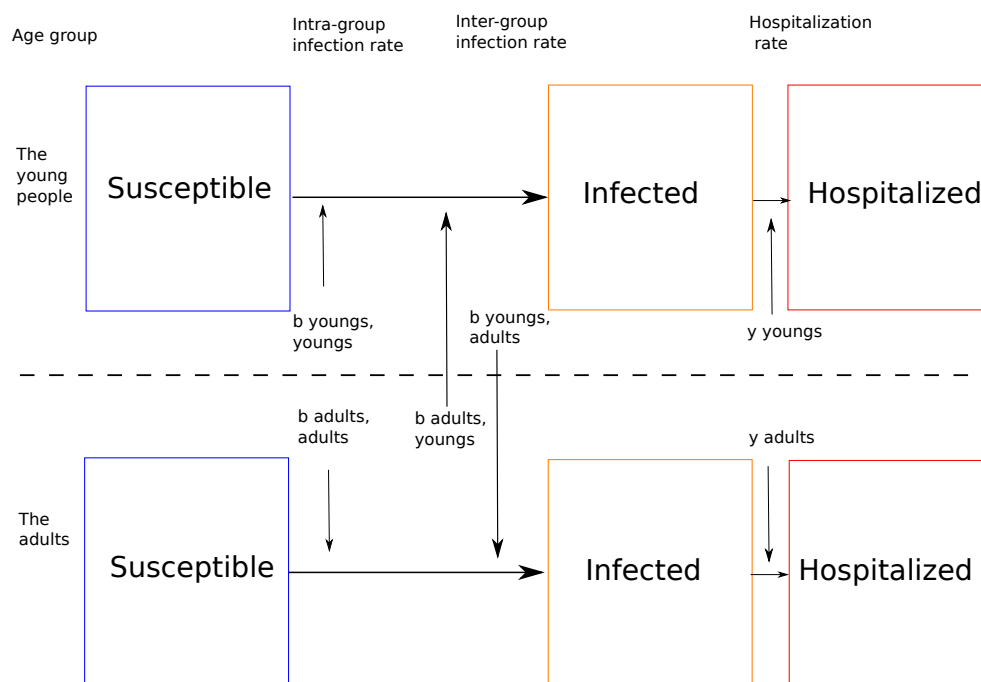 Age group
Intra-group
infection rate
Inter-group
infection rate
Hospitalization
rate
The
young
people
Susceptible
Infected
Hospitalized
b youngs,
youngs
b youngs,
adults
y youngs
b adults,
adults
b adults,
youngs
y adults
The
adults
Susceptible
Infected
Hospitalized